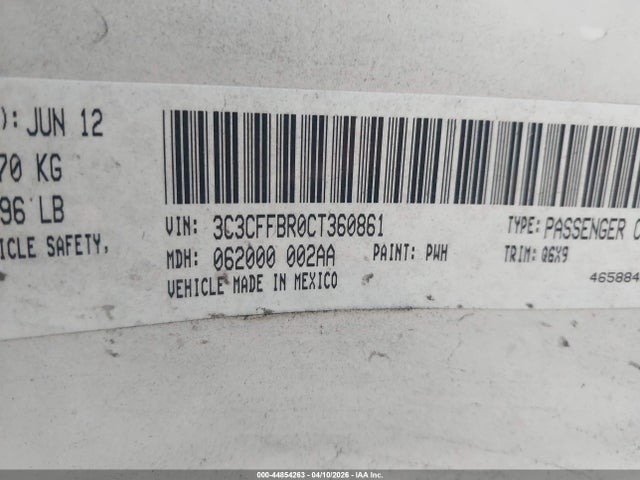 ): JUN 12
70 KG
96 LB
ICLE SAFETY,
VIN: 3C3CFFBR0CT360861
TYPE: PASSENGER C
MDH: 062000 002AA
PAINT: PWH
TRIM: Q6X9
VEHICLE MADE IN MEXICO
465884
000-44854263 | 04/10/2026 | IAA Inc.